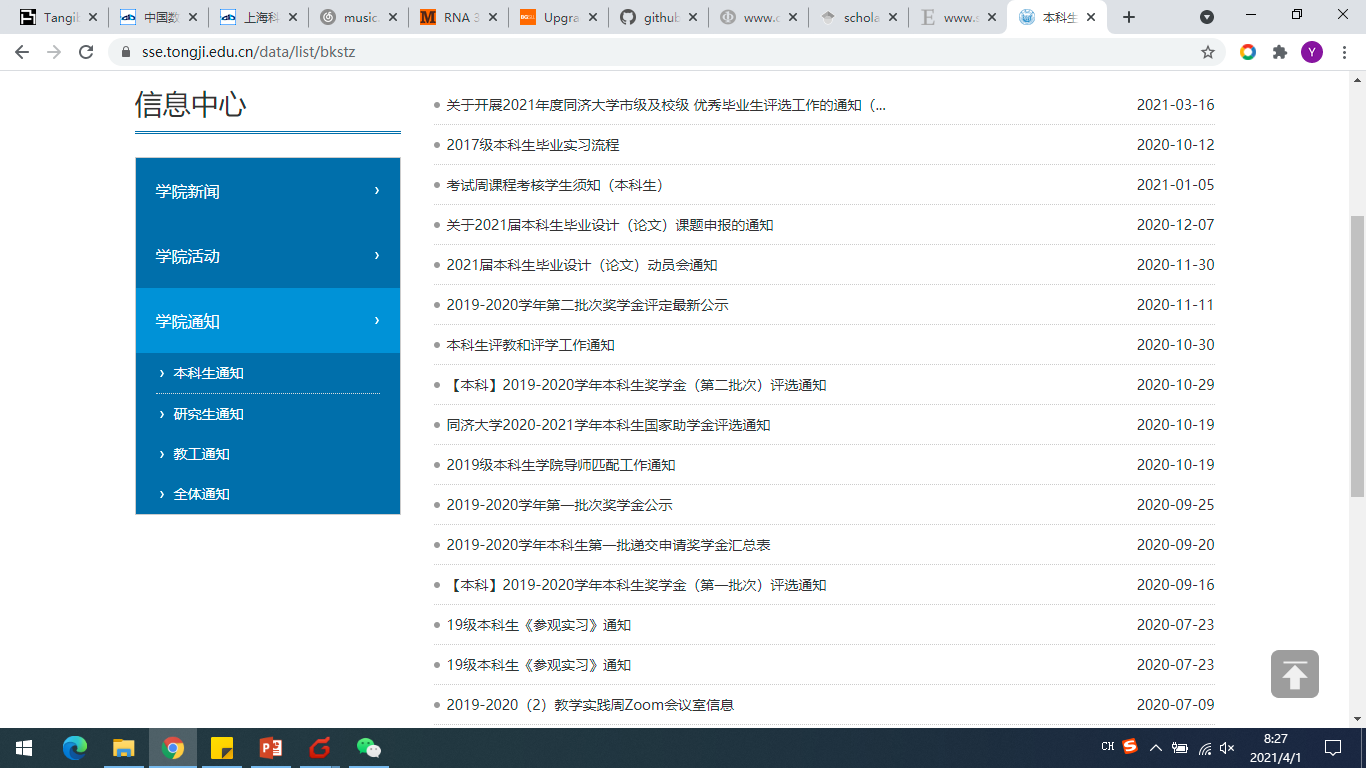 Tangil
中国数
上海科
music.
RNA 3
Upgra
github
www.c
schola
www.s
本科生
sse.tongji.edu.cn/data/list/bkstz
Y
信息中心
学院新闻
学院活动
学院通知
本科生通知
研究生通知
教工通知
全体通知
关于开展2021年度同济大学市级及校级 优秀毕业生评选工作的通知（... 2021-03-16
2017级本科生毕业实习流程 2020-10-12
考试周课程考核学生须知（本科生） 2021-01-05
关于2021届本科生毕业设计（论文）课题申报的通知 2020-12-07
2021届本科生毕业设计（论文）动员会通知 2020-11-30
2019-2020学年第二批次奖学金评定最新公示 2020-11-11
本科生评教和评学工作通知 2020-10-30
【本科】2019-2020学年本科生奖学金（第二批次）评选通知 2020-10-29
同济大学2020-2021学年本科生国家助学金评选通知 2020-10-19
2019级本科生学院导师匹配工作通知 2020-10-19
2019-2020学年第一批次奖学金公示 2020-09-25
2019-2020学年本科生第一批递交申请奖学金汇总表 2020-09-20
【本科】2019-2020学年本科生奖学金（第一批次）评选通知 2020-09-16
19级本科生《参观实习》通知 2020-07-23
19级本科生《参观实习》通知 2020-07-23
2019-2020（2）教学实践周Zoom会议室信息 2020-07-09
CH
8:27
2021/4/1